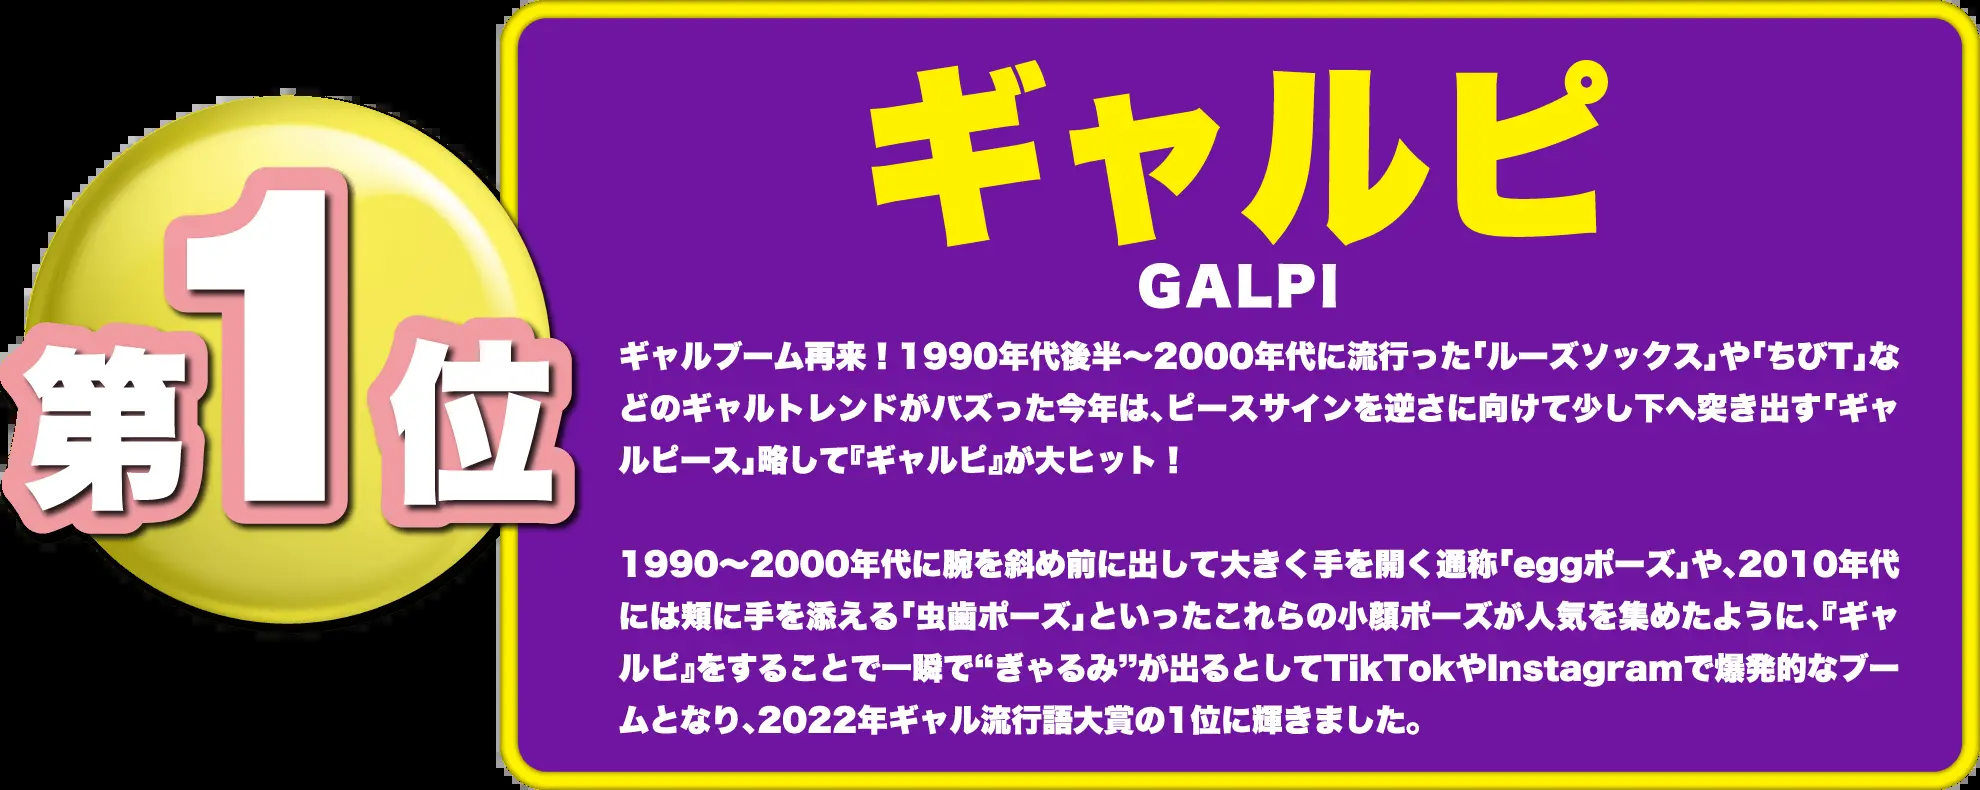 第1位
ギャルピ
GALPI
ギャルブーム再来！1990年代後半～2000年代に流行った「ルーズソックス」や「ちびT」な
どのギャルトレンドがバズった今年は、ピースサインを逆さに向けて少し下へ突き出す「ギャ
ルピース」略して『ギャルピ』が大ヒット！
1990～2000年代に腕を斜め前に出して大きく手を開く通称「eggポーズ」や、2010年代
には頬に手を添える「虫歯ポーズ」といったこれらの小顔ポーズが人気を集めたように、『ギャ
ルピ』をすることで一瞬で“ぎゃるみ”が出るとしてTikTokやInstagramで爆発的なブー
ムとなり、2022年ギャル流行語大賞の1位に輝きました。